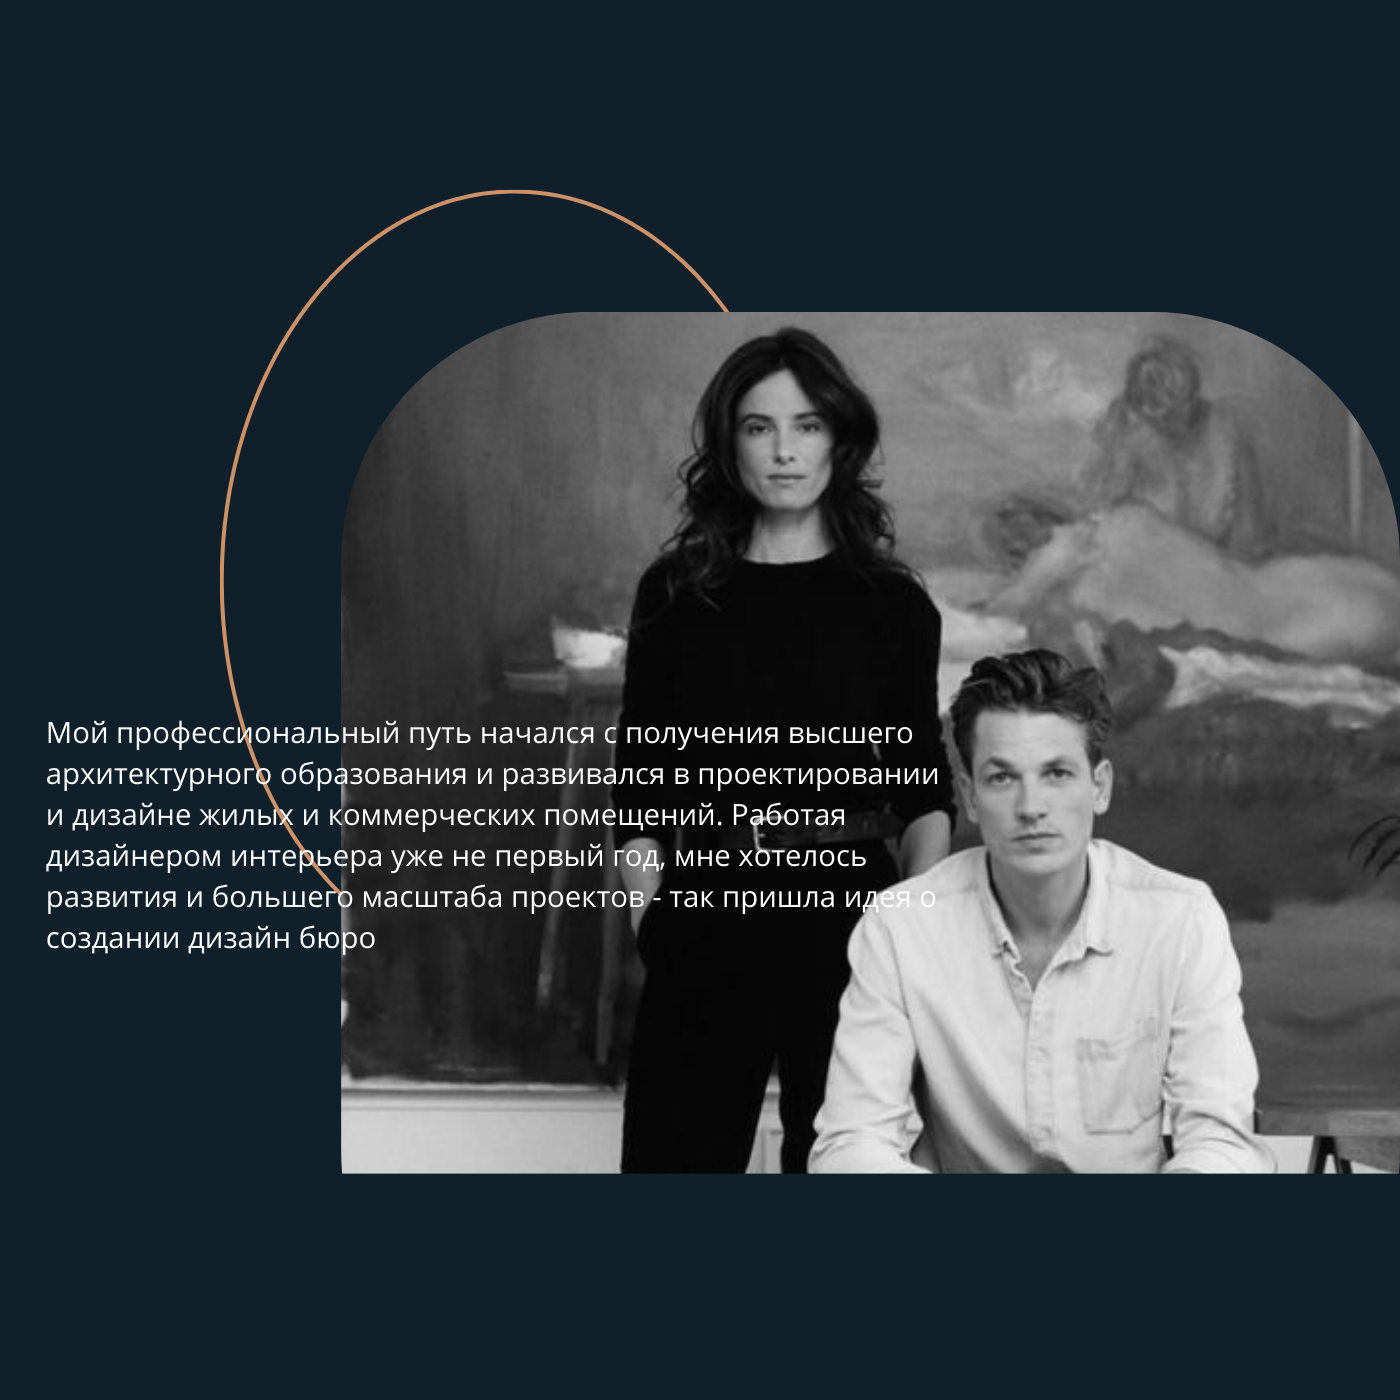 Мой профессиональный путь начался с получения высшего
архитектурного образования и развивался в проектировании
и дизайне жилых и коммерческих помещений. Работая
дизайнером интерьера уже не первый год, мне хотелось
развития и большего масштаба проектов - так пришла идея о
создании дизайн бюро